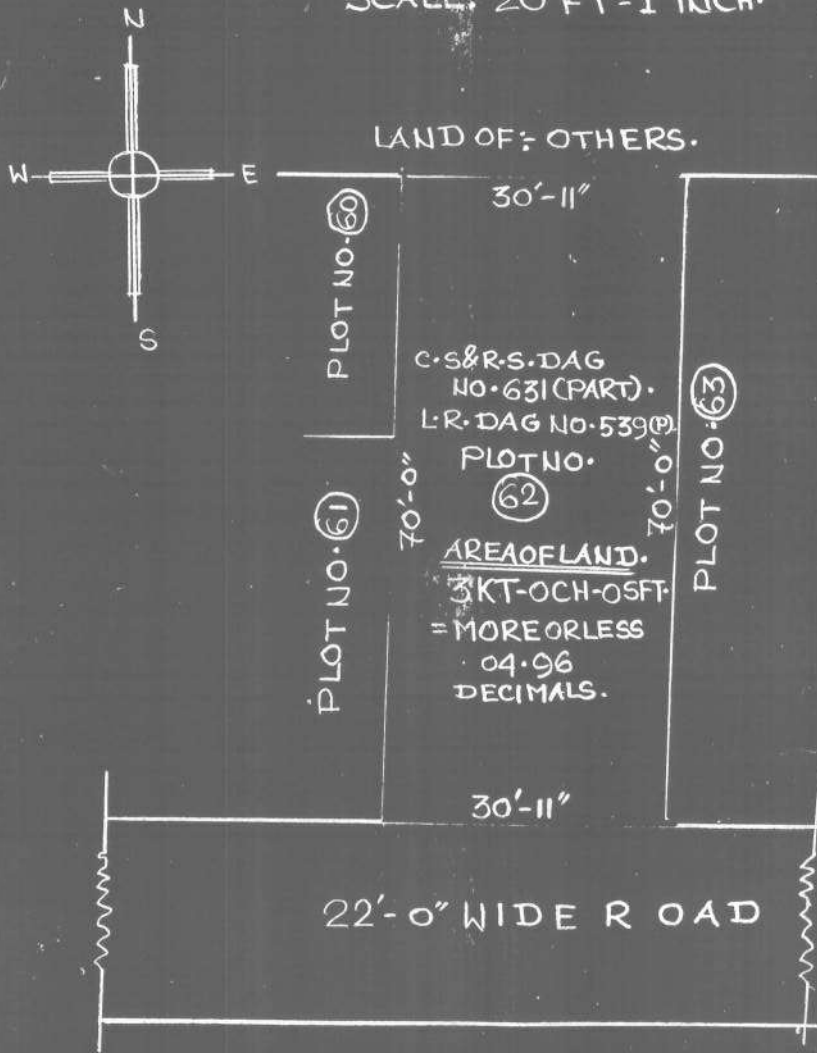 SCALE: 20 FT-1 INCH.
N
LAND OF:- OTHERS.
W
E
30'-11"
PLOT NO. 60
S
C.S&R.S.DAG
NO.631(PART).
L.R. DAG NO.539(P)
PLOT NO.
62
70'-0"
70'-0"
PLOT NO. 63
PLOT NO. 61
AREA OF LAND.
3KT-0CH-0SFT.
= MORE OR LESS
04.96
DECIMALS.
30'-11"
22'-0" WIDE ROAD